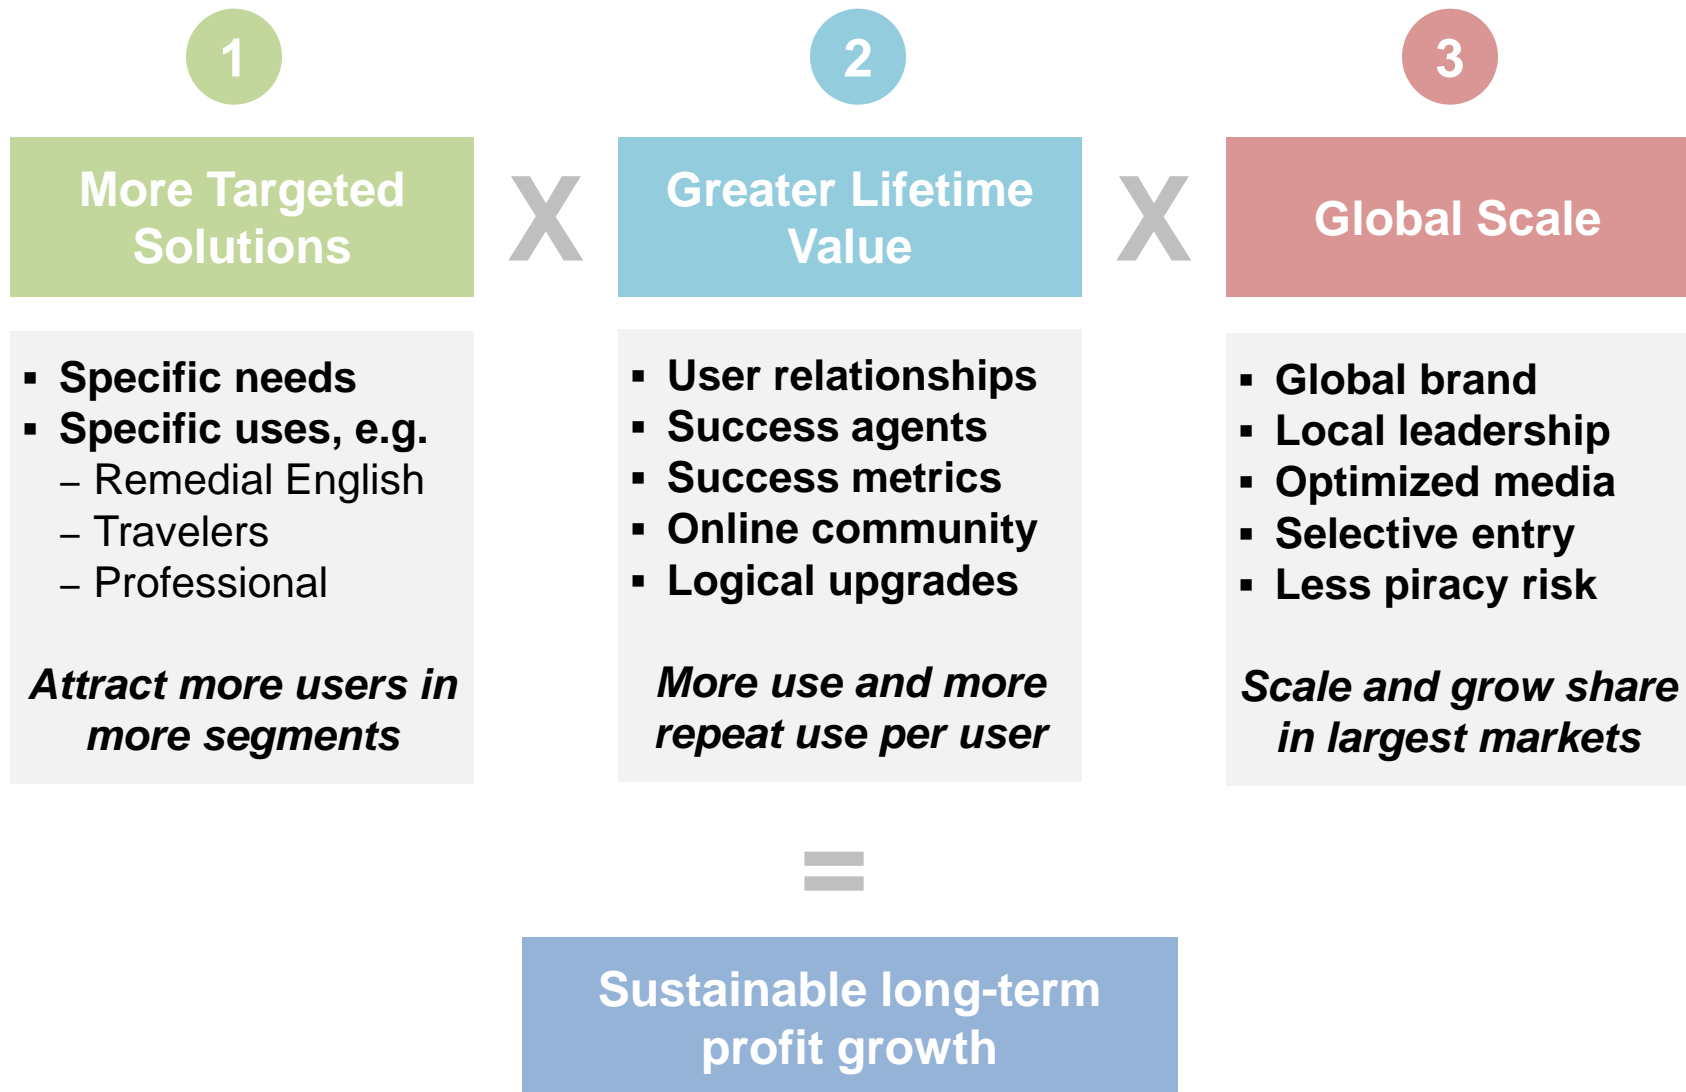 1
More Targeted
Solutions
▪ Specific needs
▪ Specific uses, e.g.
– Remedial English
– Travelers
– Professional
Attract more users in
more segments
X
2
Greater Lifetime
Value
▪ User relationships
▪ Success agents
▪ Success metrics
▪ Online community
▪ Logical upgrades
More use and more
repeat use per user
X
3
Global Scale
▪ Global brand
▪ Local leadership
▪ Optimized media
▪ Selective entry
▪ Less piracy risk
Scale and grow share
in largest markets
=
Sustainable long-term
profit growth